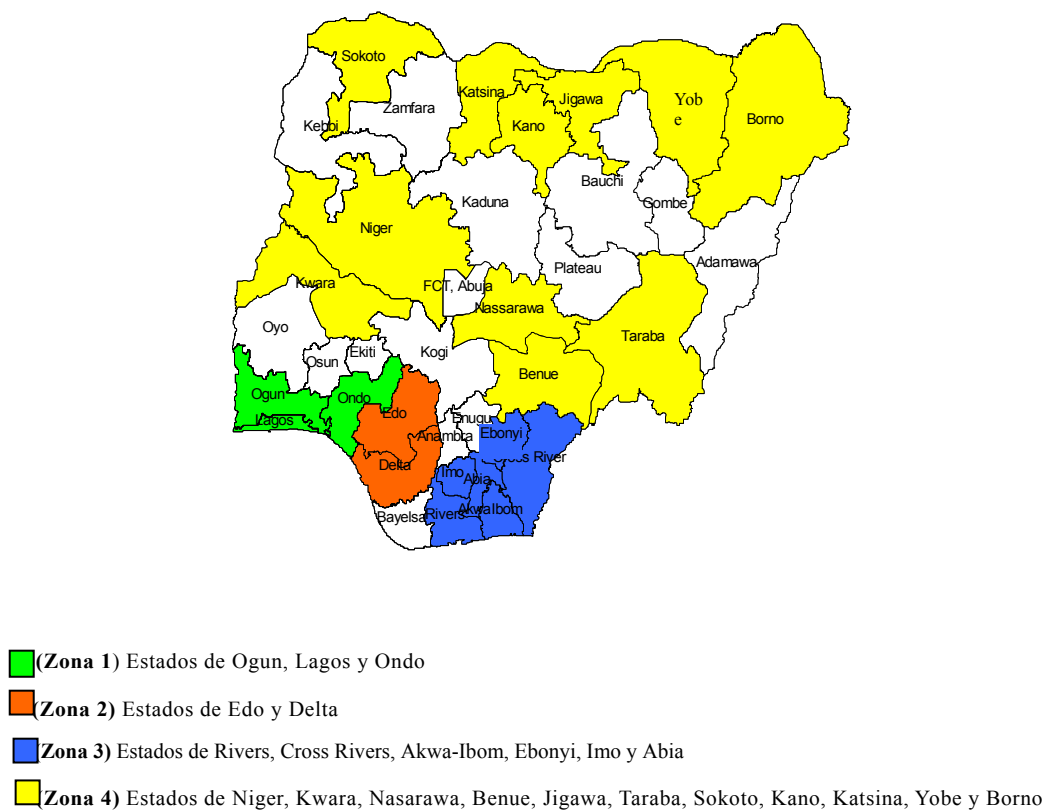 Sokoto
Katsina
Jigawa
Yob
e
Borno
Kebbi
Zamfara
Kano
Bauchi
Gombe
Kaduna
Niger
Adamawa
Plateau
FCT, Abuja
Kwara
Nassarawa
Taraba
Oyo
Osun
Ekiti
Kogi
Benue
Ogun
Ondo
Lagos
Edo
Enugu
Anambra
Ebonyi
River
Delta
Imo
Abia
Bayelsa
Rivers
AkwaIbom
(Zona 1) Estados de Ogun, Lagos y Ondo
(Zona 2) Estados de Edo y Delta
(Zona 3) Estados de Rivers, Cross Rivers, Akwa-Ibom, Ebonyi, Imo y Abia
(Zona 4) Estados de Niger, Kwara, Nasarawa, Benue, Jigawa, Taraba, Sokoto, Kano, Katsina, Yobe y Borno